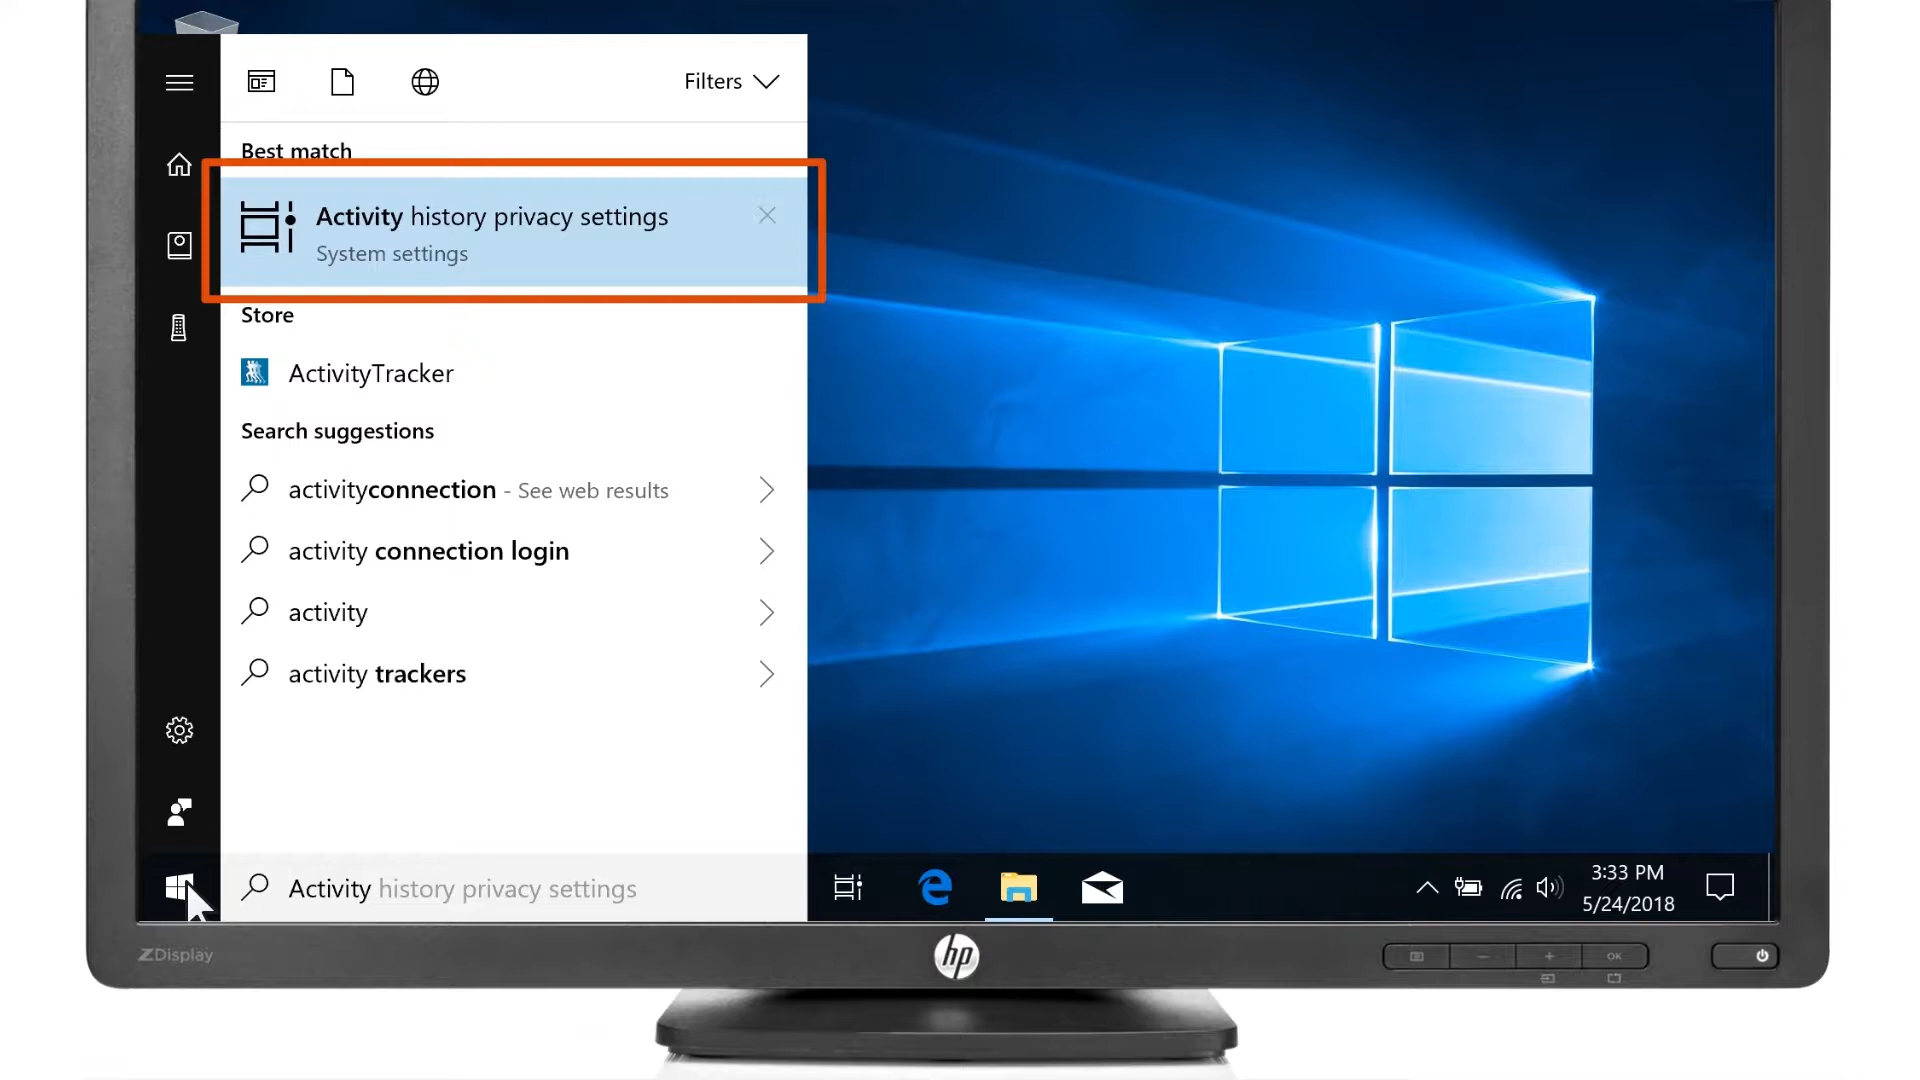 Filters
Best match
Activity history privacy settings
System settings
Store
ActivityTracker
Search suggestions
activityconnection - See web results
activity connection login
activity
activity trackers
Activity history privacy settings
3:33 PM
5/24/2018
ZDisplay
hp
OK